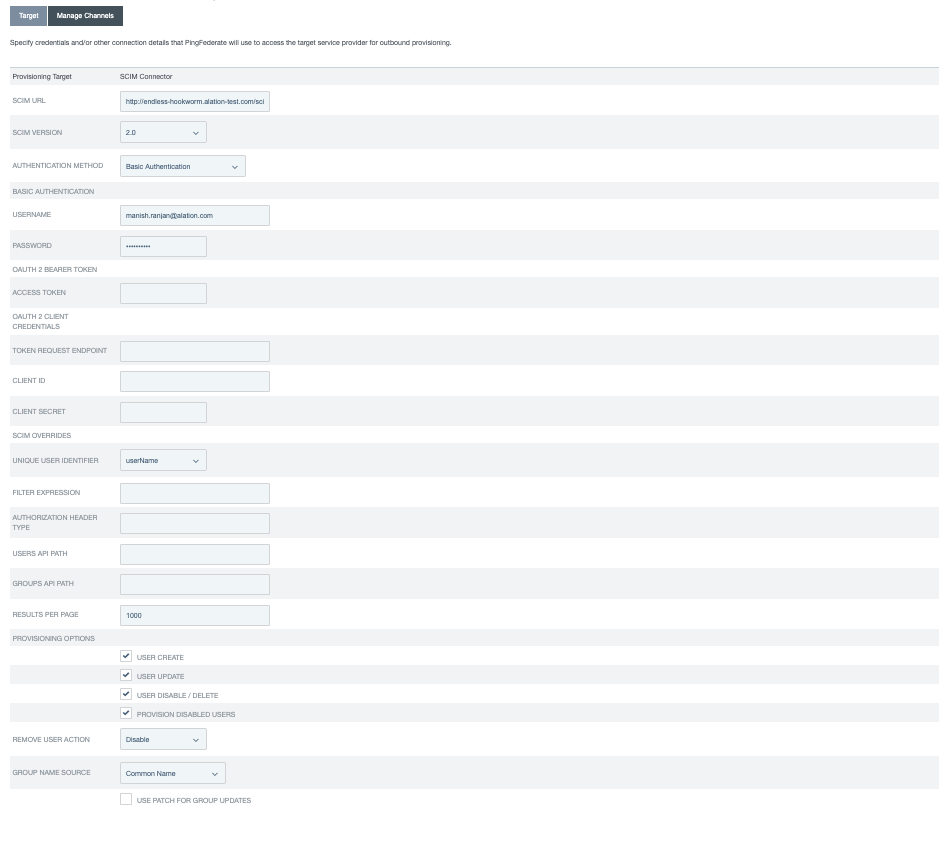 Target
Manage Channels
Specify credentials and/or other connection details that PingFederate will use to access the target service provider for outbound provisioning.
Provisioning Target SCIM Connector
SCIM URL http://endless-hookworm.alation-test.com/sci
SCIM VERSION 2.0
AUTHENTICATION METHOD Basic Authentication
BASIC AUTHENTICATION
USERNAME manish.ranjan@alation.com
PASSWORD ••••••••••
OAUTH 2 BEARER TOKEN
ACCESS TOKEN
OAUTH 2 CLIENT
CREDENTIALS
TOKEN REQUEST ENDPOINT
CLIENT ID
CLIENT SECRET
SCIM OVERRIDES
UNIQUE USER IDENTIFIER userName
FILTER EXPRESSION
AUTHORIZATION HEADER
TYPE
USERS API PATH
GROUPS API PATH
RESULTS PER PAGE 1000
PROVISIONING OPTIONS
USER CREATE
USER UPDATE
USER DISABLE / DELETE
PROVISION DISABLED USERS
REMOVE USER ACTION Disable
GROUP NAME SOURCE Common Name
USE PATCH FOR GROUP UPDATES